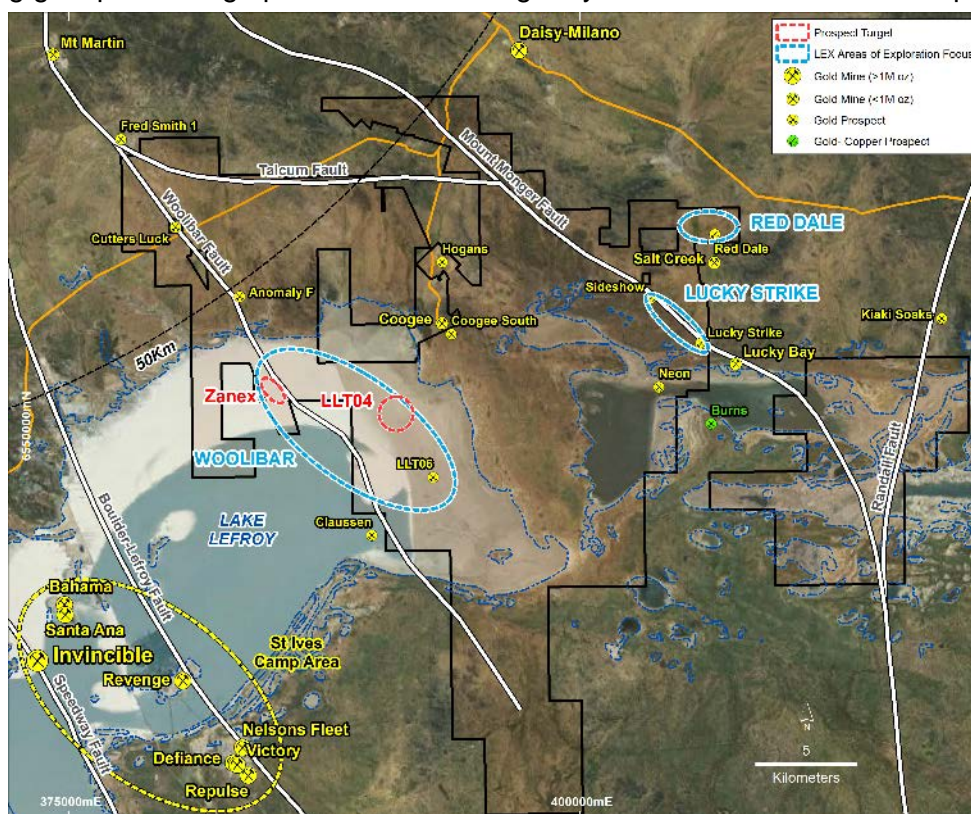 Mt Martin
Daisy-Milano
Prospect Target
LEX Areas of Exploration Focus
Gold Mine (>1M oz)
Gold Mine (<1M oz)
Gold Prospect
Gold- Copper Prospect
Fred Smith 1
Talcum Fault
Mount Monger Fault
Woolibar Fault
Cutters Luck
Hogans
RED DALE
Red Dale
Salt Creek
Sideshow
LUCKY STRIKE
Anomaly F
Coogee
Coogee South
Kiaki Soaks
Lucky Strike
Lucky Bay
50Km
Neon
Zanex
LLT04
Burns
6550000mN
WOOLIBAR
LLT06
Randall Fault
LAKE
LEFROY
Claussen
Boulder-Lefroy Fault
Bahama
Santa Ana
St Ives
Camp Area
Invincible
Revenge
Speedway Fault
Nelsons Fleet
Victory
Defiance
Repulse
N
5
Kilometers
375000mE
400000mE